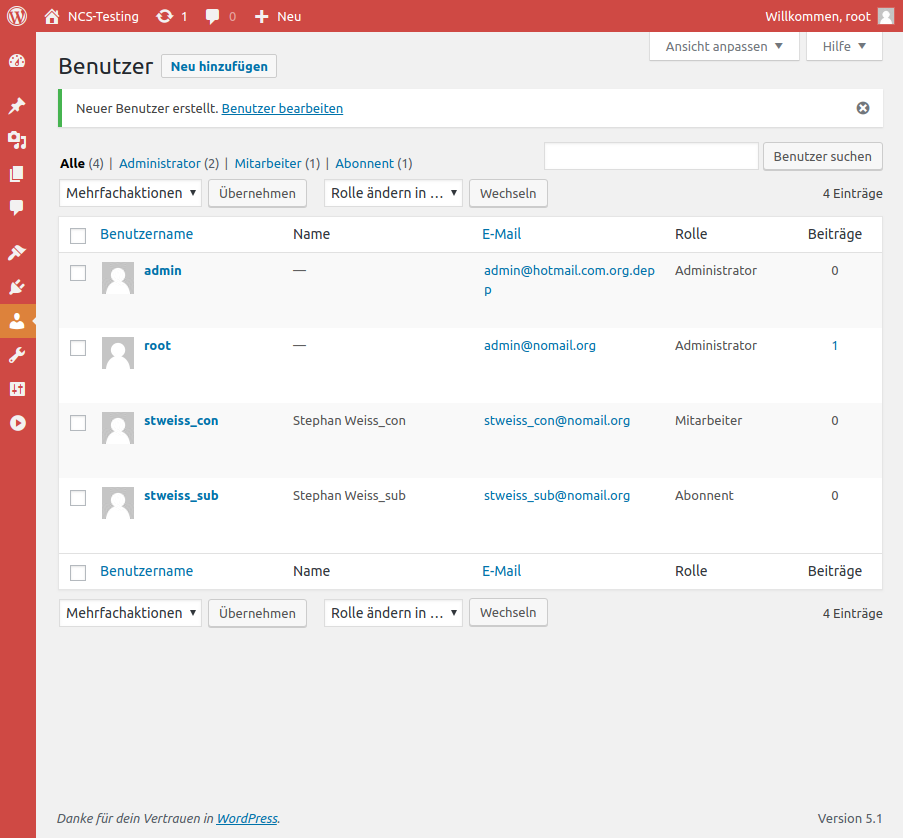 NCS-Testing 1 0 Neu Willkommen, root
Ansicht anpassen Hilfe
Benutzer Neu hinzufügen
Neuer Benutzer erstellt. Benutzer bearbeiten
Alle (4) | Administrator (2) | Mitarbeiter (1) | Abonnent (1) Benutzer suchen
Mehrfachaktionen Übernehmen Rolle ändern in … Wechseln 4 Einträge
Benutzername Name E-Mail Rolle Beiträge
admin — admin@hotmail.com.org.dep Administrator 0
p
root — admin@nomail.org Administrator 1
stweiss_con Stephan Weiss_con stweiss_con@nomail.org Mitarbeiter 0
stweiss_sub Stephan Weiss_sub stweiss_sub@nomail.org Abonnent 0
Benutzername Name E-Mail Rolle Beiträge
Mehrfachaktionen Übernehmen Rolle ändern in … Wechseln 4 Einträge
Danke für dein Vertrauen in WordPress. Version 5.1